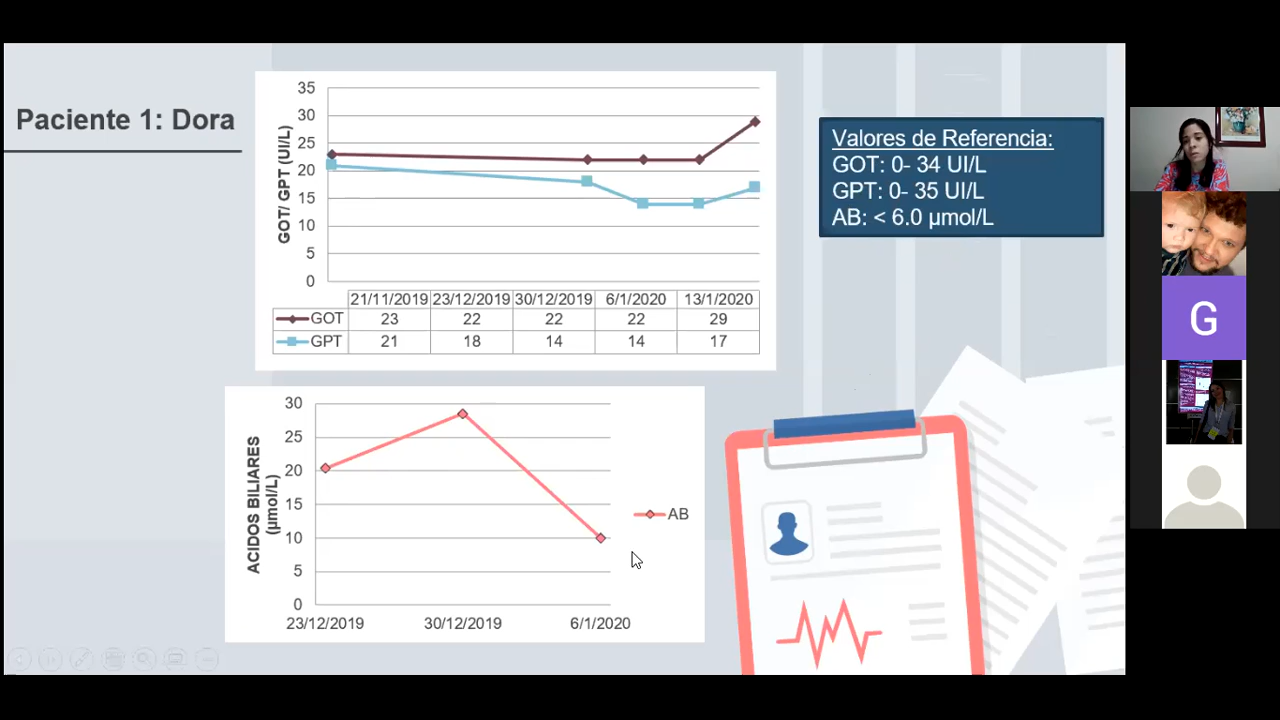 Paciente 1: Dora
GOT/ GPT (UI/L)
35
30
25
20
15
10
5
0
21/11/2019 23/12/2019 30/12/2019 6/1/2020 13/1/2020
GOT 23 22 22 22 29
GPT 21 18 14 14 17
Valores de Referencia:
GOT: 0- 34 UI/L
GPT: 0- 35 UI/L
AB: < 6.0 µmol/L
ACIDOS BILIARES
(µmol/L)
30
25
20
15
10
5
0
23/12/2019 30/12/2019 6/1/2020
AB
G